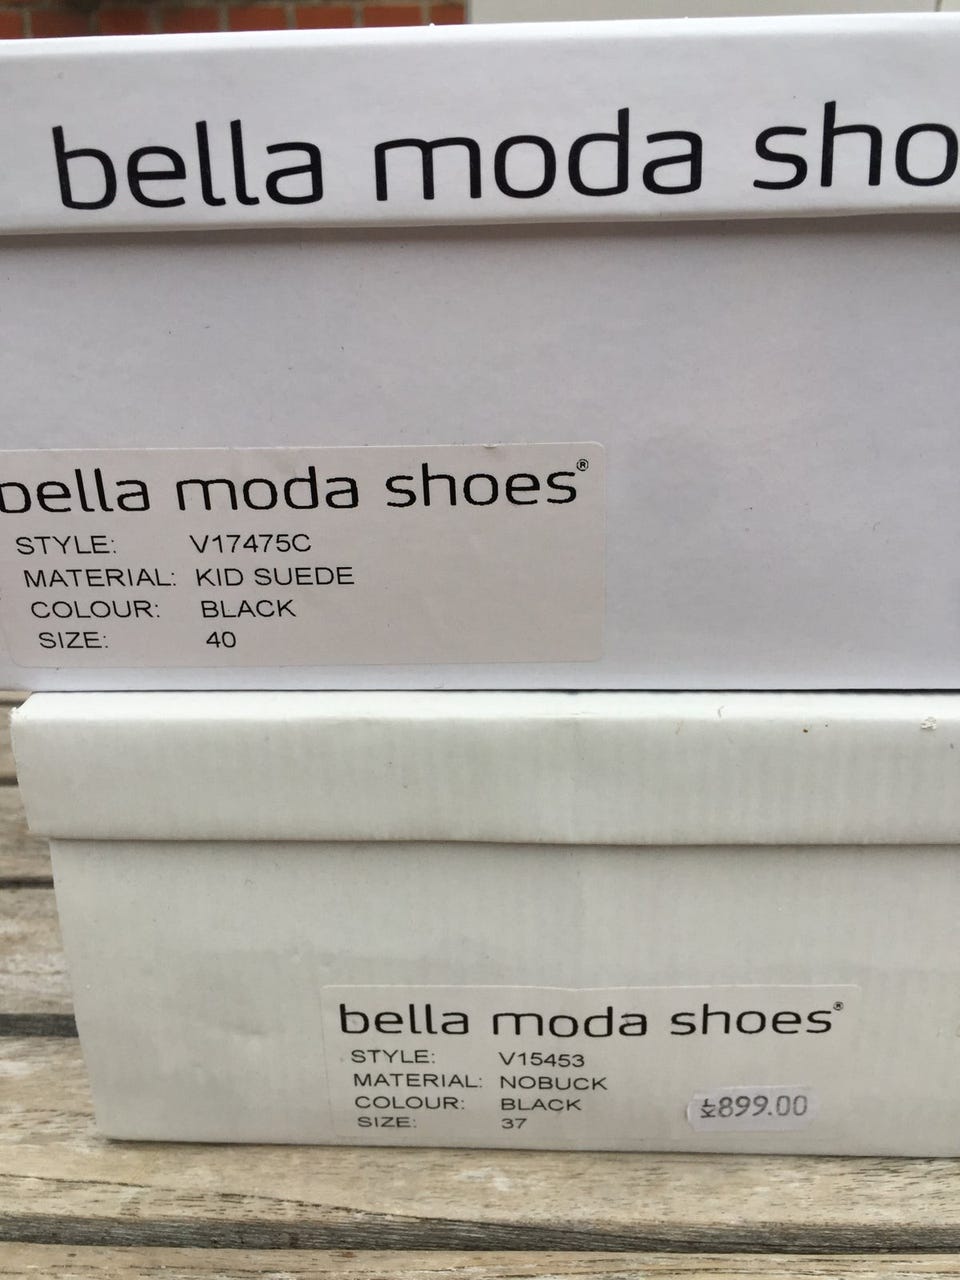 bella moda sho
bella moda shoes®
STYLE: V17475C
MATERIAL: KID SUEDE
COLOUR: BLACK
SIZE: 40
bella moda shoes®
STYLE: V15453
MATERIAL: NOBUCK
COLOUR: BLACK
SIZE: 37
899.00